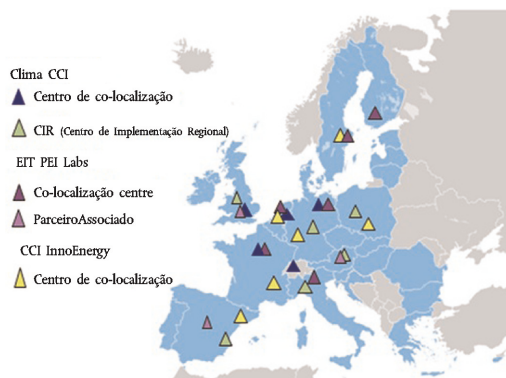 Clima CCI
Centro de co-localização
CIR (Centro de Implementação Regional)
EIT PEI Labs
Co-localização centre
ParceiroAssociado
CCI InnoEnergy
Centro de co-localização